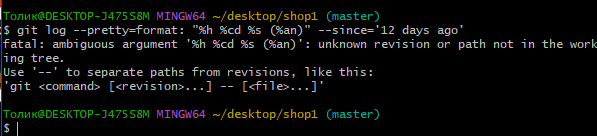 Толик@DESKTOP-J475S8M MINGW64 ~/desktop/shop1 (master)
$ git log --pretty=format: "%h %cd %s (%an)" --since='12 days ago'
fatal: ambiguous argument '%h %cd %s (%an)': unknown revision or path not in the work
ing tree.
Use '--' to separate paths from revisions, like this:
'git <command> [<revision>...] -- [<file>...]'
Толик@DESKTOP-J475S8M MINGW64 ~/desktop/shop1 (master)
$